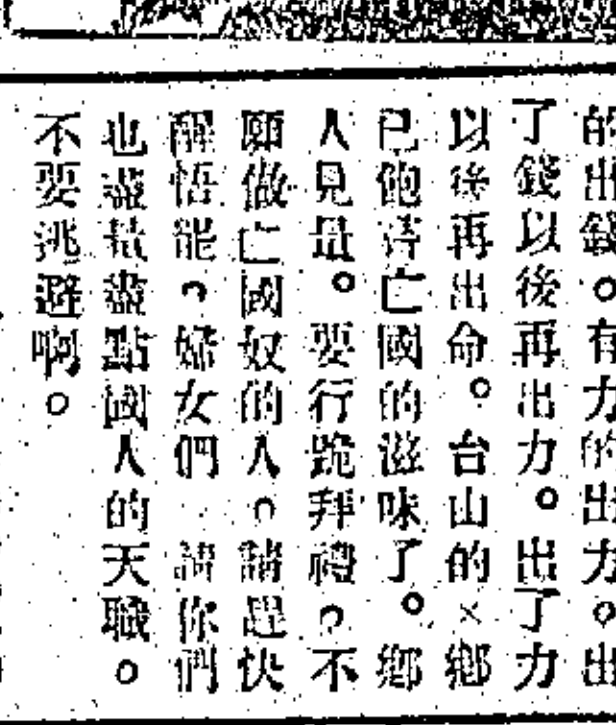 的出錢。有力的出力。出
了錢以後再出力。出了力
以後再出命。台山的×鄉
已飽嘗亡國的滋味了。鄉
人見最。要行跪拜禮。不
願做亡國奴的人。請趕快
醒悟罷。婦女們 請你們
也盡量盡點國人的天職。
不要逃避啊。